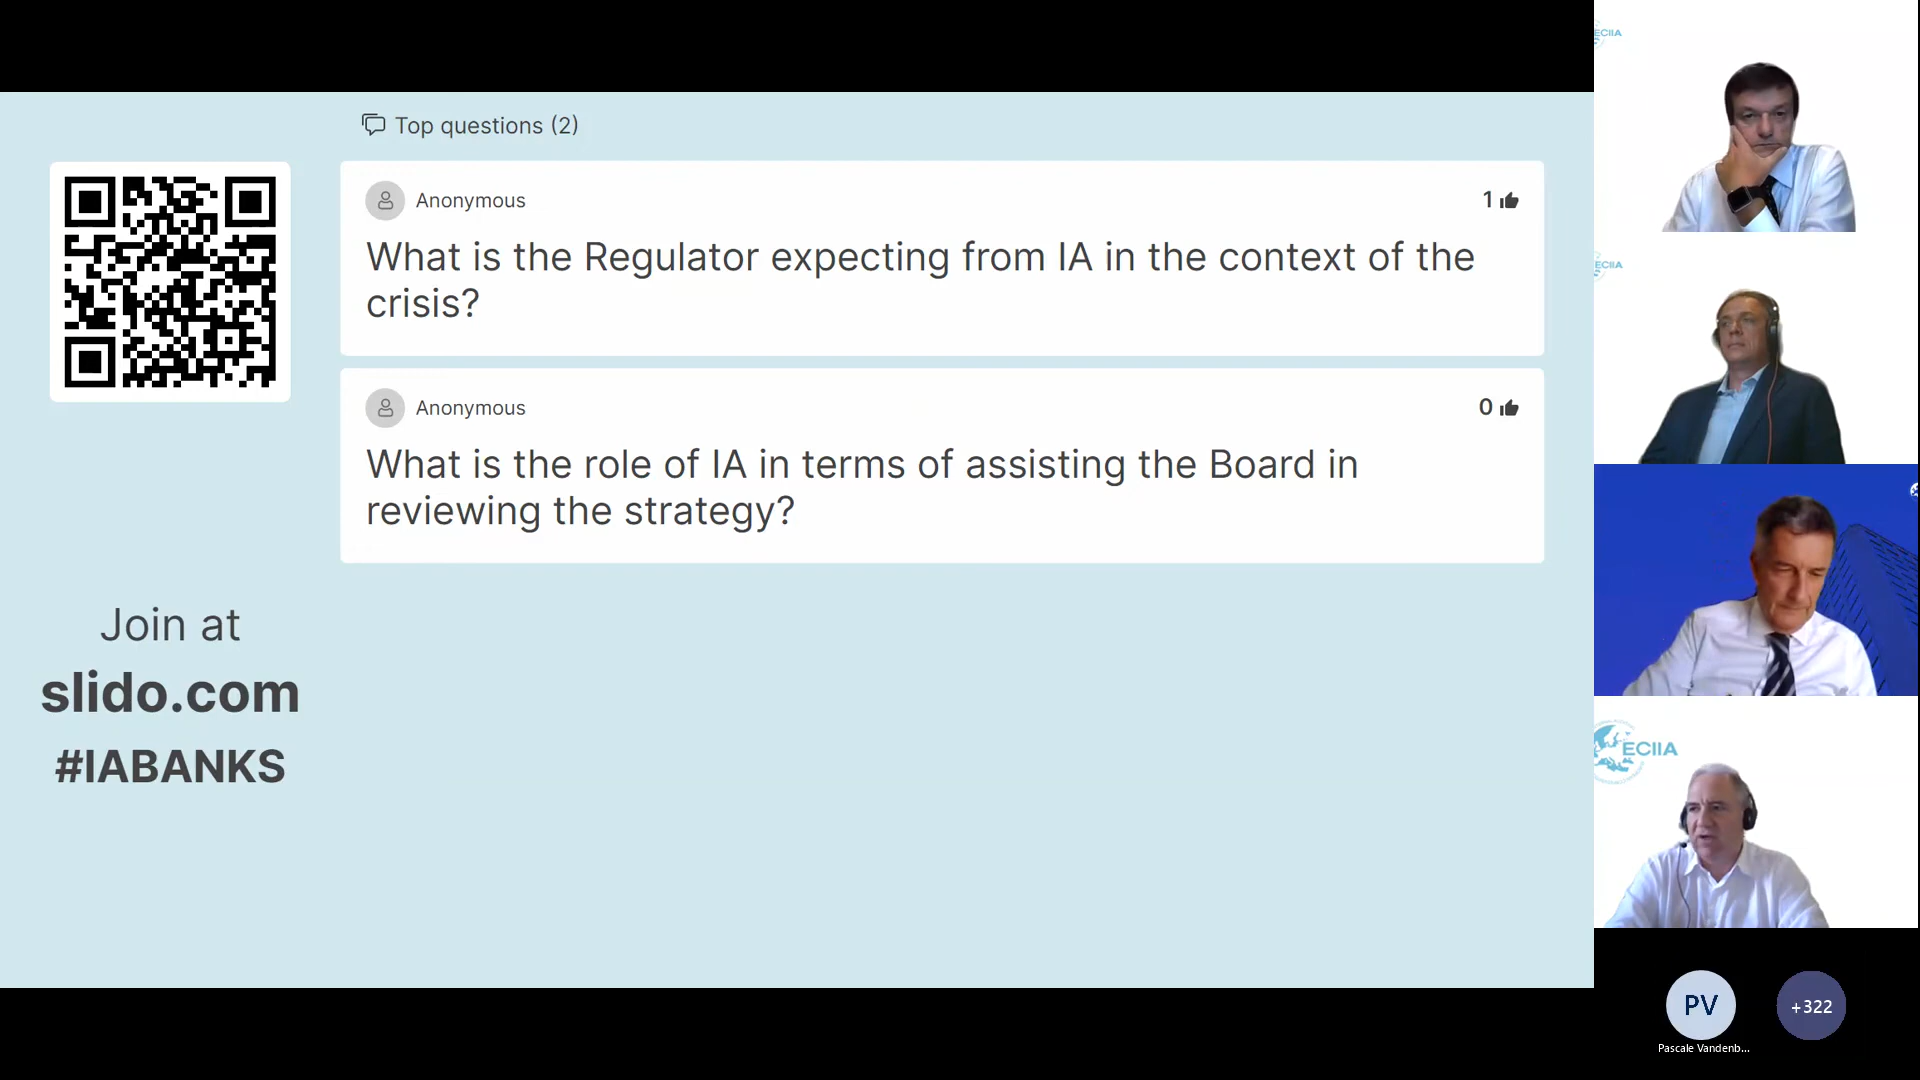 Top questions (2)
Anonymous
1
What is the Regulator expecting from IA in the context of the
crisis?
Anonymous
0
What is the role of IA in terms of assisting the Board in
reviewing the strategy?
Join at
slido.com
#IABANKS
ECIIA
ECIIA
ECIIA
PV
+322
Pascale Vandenb...